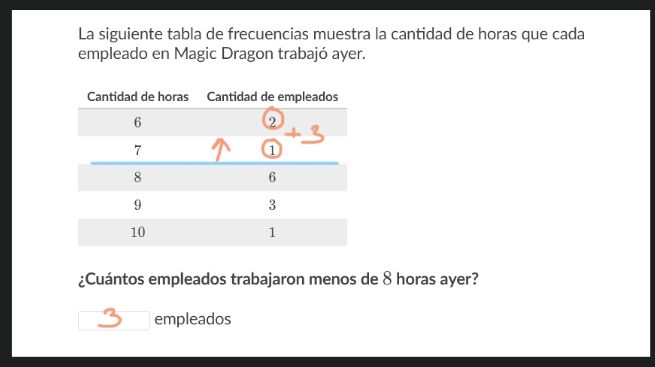 La siguiente tabla de frecuencias muestra la cantidad de horas que cada
empleado en Magic Dragon trabajó ayer.
Cantidad de horas Cantidad de empleados
6 2
+ 3
7 1
8 6
9 3
10 1
¿Cuántos empleados trabajaron menos de 8 horas ayer?
3 empleados